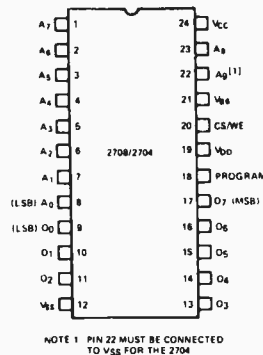 A7 1 24 VCC
A6 2 23 A8
A5 3 22 A9[1]
A4 4 21 VBB
A3 5 20 CS/WE
A2 6 2708/2704 19 VDD
A1 7 18 PROGRAM
(LSB) A0 8 17 O7 (MSB)
(LSB) O0 9 16 O6
O1 10 15 O5
O2 11 14 O4
VSS 12 13 O3
NOTE 1 PIN 22 MUST BE CONNECTED
TO VSS FOR THE 2704